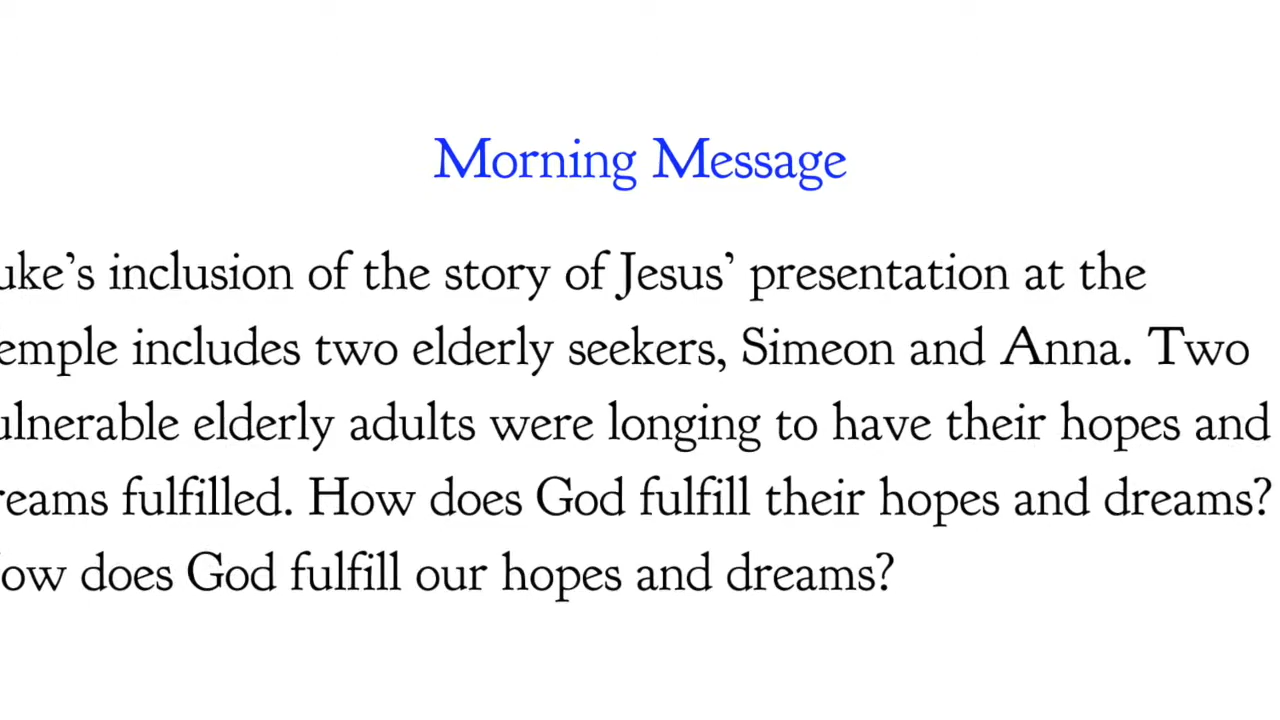 Morning Message
uke’s inclusion of the story of Jesus’ presentation at the
emple includes two elderly seekers, Simeon and Anna. Two
ulnerable elderly adults were longing to have their hopes and
reams fulfilled. How does God fulfill their hopes and dreams?
ow does God fulfill our hopes and dreams?